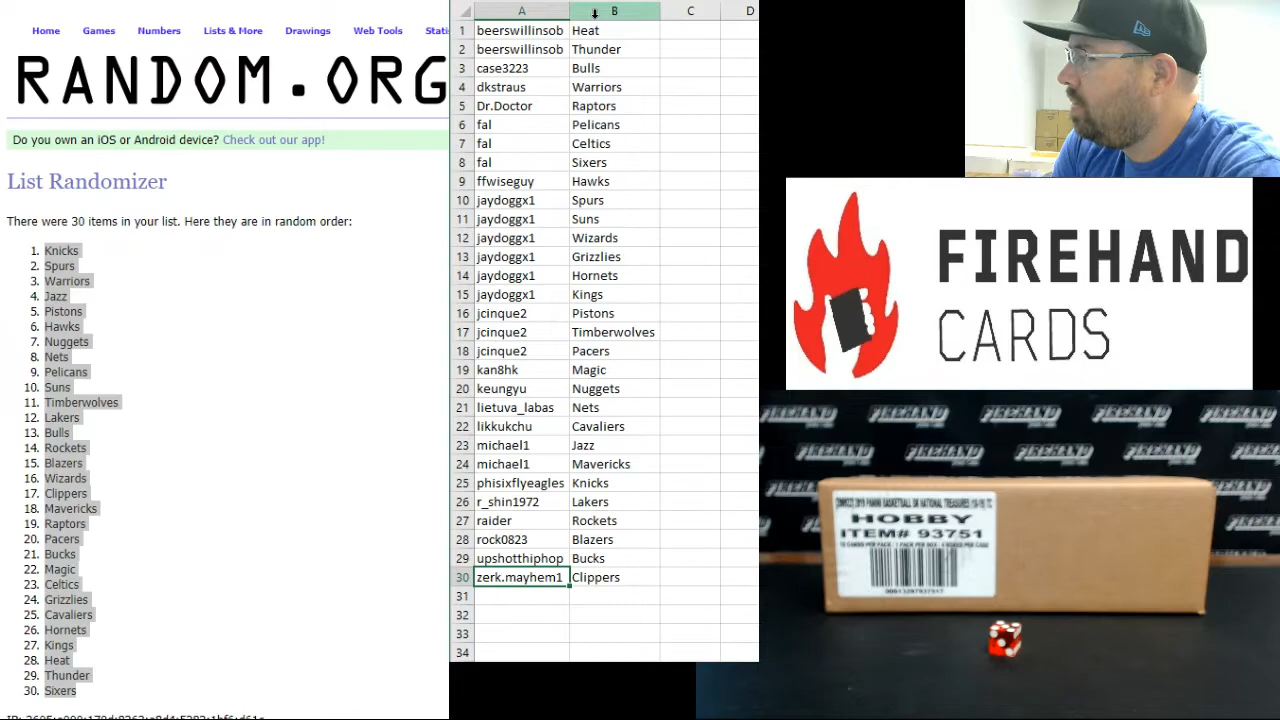 Home Games Numbers Lists & More Drawings Web Tools Stati
RANDOM.ORG
Do you own an iOS or Android device? Check out our app!
List Randomizer
There were 30 items in your list. Here they are in random order:
1. Knicks
2. Spurs
3. Warriors
4. Jazz
5. Pistons
6. Hawks
7. Nuggets
8. Nets
9. Pelicans
10. Suns
11. Timberwolves
12. Lakers
13. Bulls
14. Rockets
15. Blazers
16. Wizards
17. Clippers
18. Mavericks
19. Raptors
20. Pacers
21. Bucks
22. Magic
23. Celtics
24. Grizzlies
25. Cavaliers
26. Hornets
27. Kings
28. Heat
29. Thunder
30. Sixers
A B C D
1 beerswillinsob Heat
2 beerswillinsob Thunder
3 case3223 Bulls
4 dkstraus Warriors
5 Dr.Doctor Raptors
6 fal Pelicans
7 fal Celtics
8 fal Sixers
9 ffwiseguy Hawks
10 jaydoggx1 Spurs
11 jaydoggx1 Suns
12 jaydoggx1 Wizards
13 jaydoggx1 Grizzlies
14 jaydoggx1 Hornets
15 jaydoggx1 Kings
16 jcinque2 Pistons
17 jcinque2 Timberwolves
18 jcinque2 Pacers
19 kan8hk Magic
20 keungyu Nuggets
21 lietuva_labas Nets
22 likkukchu Cavaliers
23 michael1 Jazz
24 michael1 Mavericks
25 phisixflyeagles Knicks
26 r_shin1972 Lakers
27 raider Rockets
28 rock0823 Blazers
29 upshotthiphop Bucks
30 zerk.mayhem1 Clippers
31
32
33
34
FIREHAND
CARDS
FIREHAND FIREHAND FIREHAND FIREHAND
HOBBY
ITEM# 93751